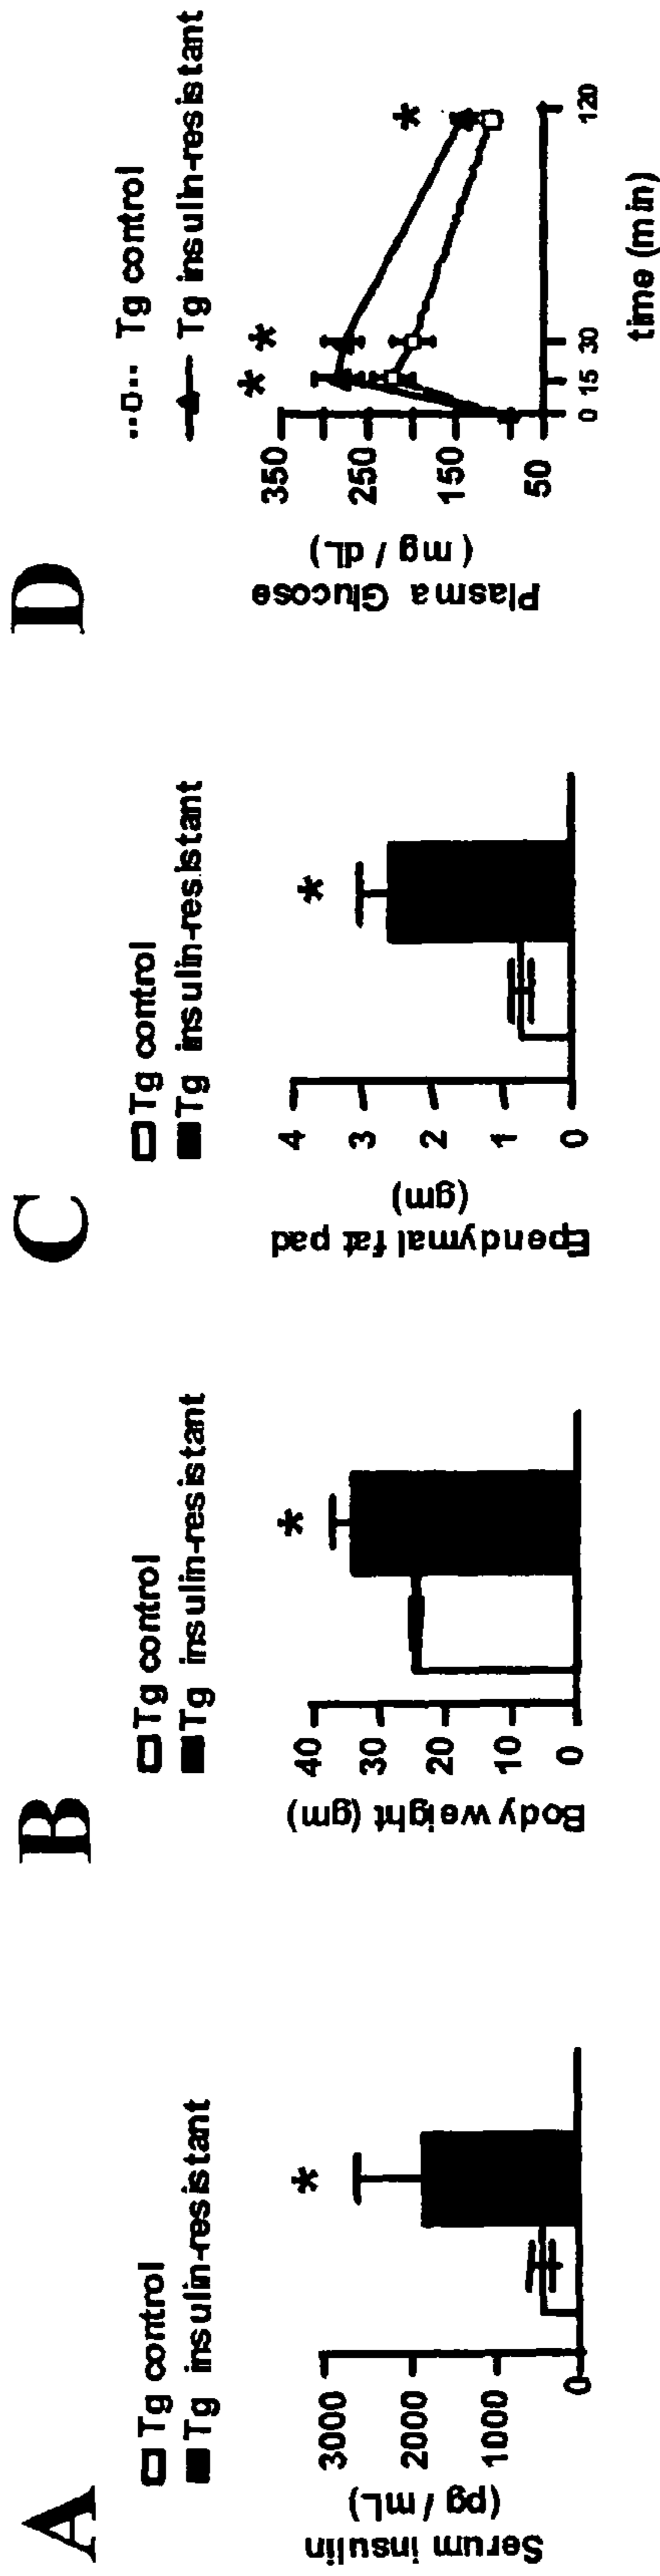 A
Tg control
Tg insulin-resistant
*
3000
2000
1000
0
Serum insulin
(pg / mL)
B
Tg control
Tg insulin-resistant
*
40
30
20
10
0
Body weight (gm)
C
Tg control
Tg insulin-resistant
*
4
3
2
1
0
Ependymal fat pad
(gm)
D
Tg control
Tg insulin-resistant
* * *
350
250
150
50
Plasma Glucose
(mg / dL)
0 15 30 120
time (min)